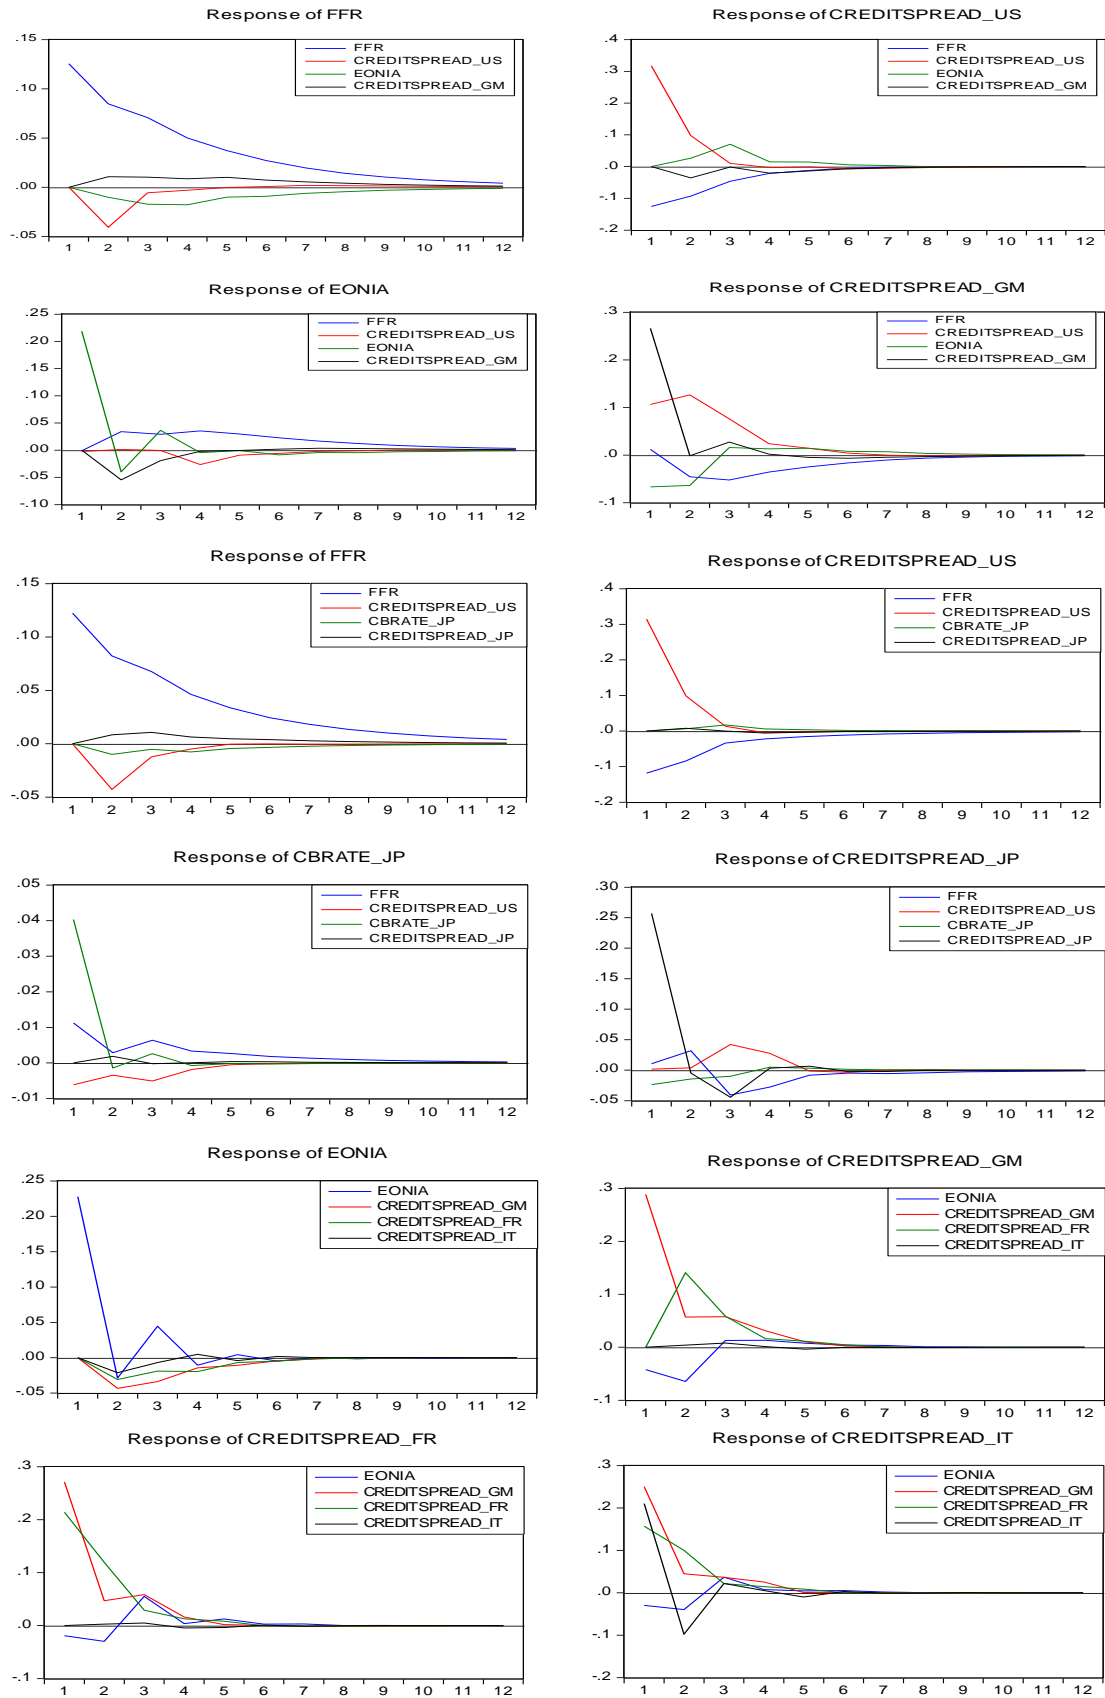 Response of FFR
.15
.10
.05
.00
-.05
FFR
CREDITSPREAD_US
EONIA
CREDITSPREAD_GM
1 2 3 4 5 6 7 8 9 10 11 12
Response of CREDITSPREAD_US
.4
.3
.2
.1
.0
-.1
-.2
FFR
CREDITSPREAD_US
EONIA
CREDITSPREAD_GM
1 2 3 4 5 6 7 8 9 10 11 12
Response of EONIA
.25
.20
.15
.10
.05
.00
-.05
-.10
FFR
CREDITSPREAD_US
EONIA
CREDITSPREAD_GM
1 2 3 4 5 6 7 8 9 10 11 12
Response of CREDITSPREAD_GM
.3
.2
.1
.0
-.1
FFR
CREDITSPREAD_US
EONIA
CREDITSPREAD_GM
1 2 3 4 5 6 7 8 9 10 11 12
Response of FFR
.15
.10
.05
.00
-.05
FFR
CREDITSPREAD_US
CBRATE_JP
CREDITSPREAD_JP
1 2 3 4 5 6 7 8 9 10 11 12
Response of CREDITSPREAD_US
.4
.3
.2
.1
.0
-.1
-.2
FFR
CREDITSPREAD_US
CBRATE_JP
CREDITSPREAD_JP
1 2 3 4 5 6 7 8 9 10 11 12
Response of CBRATE_JP
.05
.04
.03
.02
.01
.00
-.01
FFR
CREDITSPREAD_US
CBRATE_JP
CREDITSPREAD_JP
1 2 3 4 5 6 7 8 9 10 11 12
Response of CREDITSPREAD_JP
.30
.25
.20
.15
.10
.05
.00
-.05
FFR
CREDITSPREAD_US
CBRATE_JP
CREDITSPREAD_JP
1 2 3 4 5 6 7 8 9 10 11 12
Response of EONIA
.25
.20
.15
.10
.05
.00
-.05
EONIA
CREDITSPREAD_GM
CREDITSPREAD_FR
CREDITSPREAD_IT
1 2 3 4 5 6 7 8 9 10 11 12
Response of CREDITSPREAD_GM
.3
.2
.1
.0
-.1
EONIA
CREDITSPREAD_GM
CREDITSPREAD_FR
CREDITSPREAD_IT
1 2 3 4 5 6 7 8 9 10 11 12
Response of CREDITSPREAD_FR
.3
.2
.1
.0
-.1
EONIA
CREDITSPREAD_GM
CREDITSPREAD_FR
CREDITSPREAD_IT
1 2 3 4 5 6 7 8 9 10 11 12
Response of CREDITSPREAD_IT
.3
.2
.1
.0
-.1
-.2
EONIA
CREDITSPREAD_GM
CREDITSPREAD_FR
CREDITSPREAD_IT
1 2 3 4 5 6 7 8 9 10 11 12